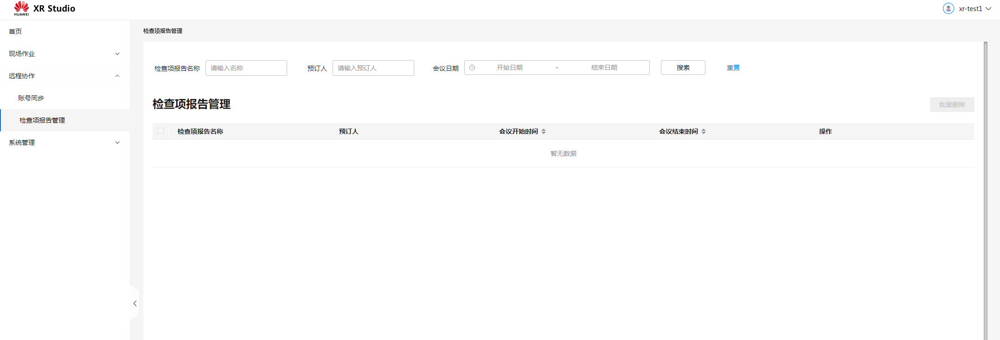 HUAWEI
XR Studio
xr-test1
首页
现场作业
远程协作
账号同步
检查项报告管理
系统管理
检查项报告管理
检查项报告名称 请输入名称 预订人 请输入预订人 会议日期 开始日期 - 结束日期 搜索 重置
检查项报告管理
批量删除
检查项报告名称 预订人 会议开始时间 会议结束时间 操作
暂无数据